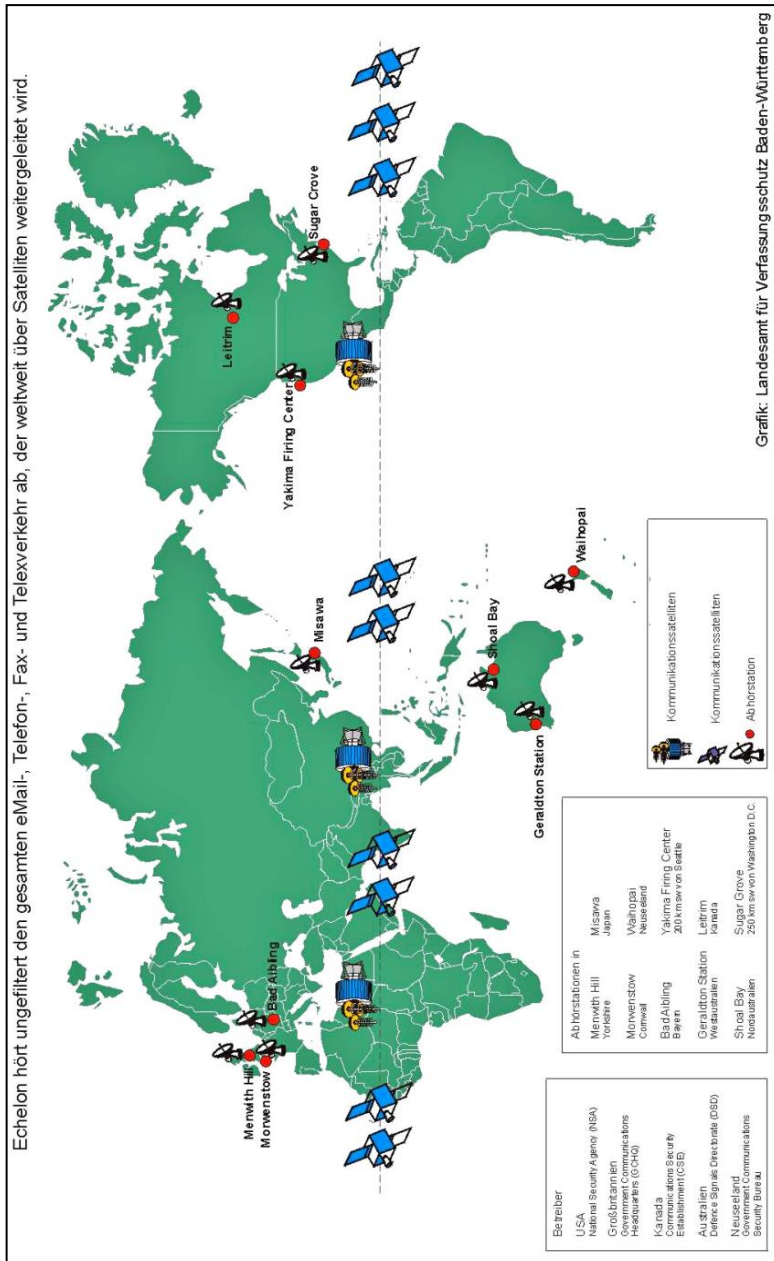 Echelon hört ungefiltert den gesamten eMail-, Telefon-, Fax- und Telexverkehr ab, der weltweit über Satelliten weitergeleitet wird.
Menwith Hill
Morwenstow
Bad Aibling
Misawa
Geraldton Station
Shoal Bay
Waihopai
Yakima Firing Center
Leitrim
Sugar Crove
Betreiber
USA
National Security Agency (NSA)
Großbritannien
Government Communications
Headquarters (GCHQ)
Kanada
Communications Security
Establishment (CSE)
Australien
Defence Signals Directorate (DSD)
Neuseeland
Government Communications
Security Bureau
Abhörstationen in
Menwith Hill
Yorkshire
Morwenstow
Cornwall
Bad Aibling
Bayern
Geraldton Station
Westaustralien
Shoal Bay
Nordaustralien
Misawa
Japan
Waihopai
Neuseeland
Yakima Firing Center
200 km sw von Seattle
Leitrim
Kanada
Sugar Grove
250 km sw von Washington D.C.
Kommunikationssatelliten
Kommunikationssatelliten
Abhörstation
Grafik: Landesamt für Verfassungsschutz Baden-Württemberg